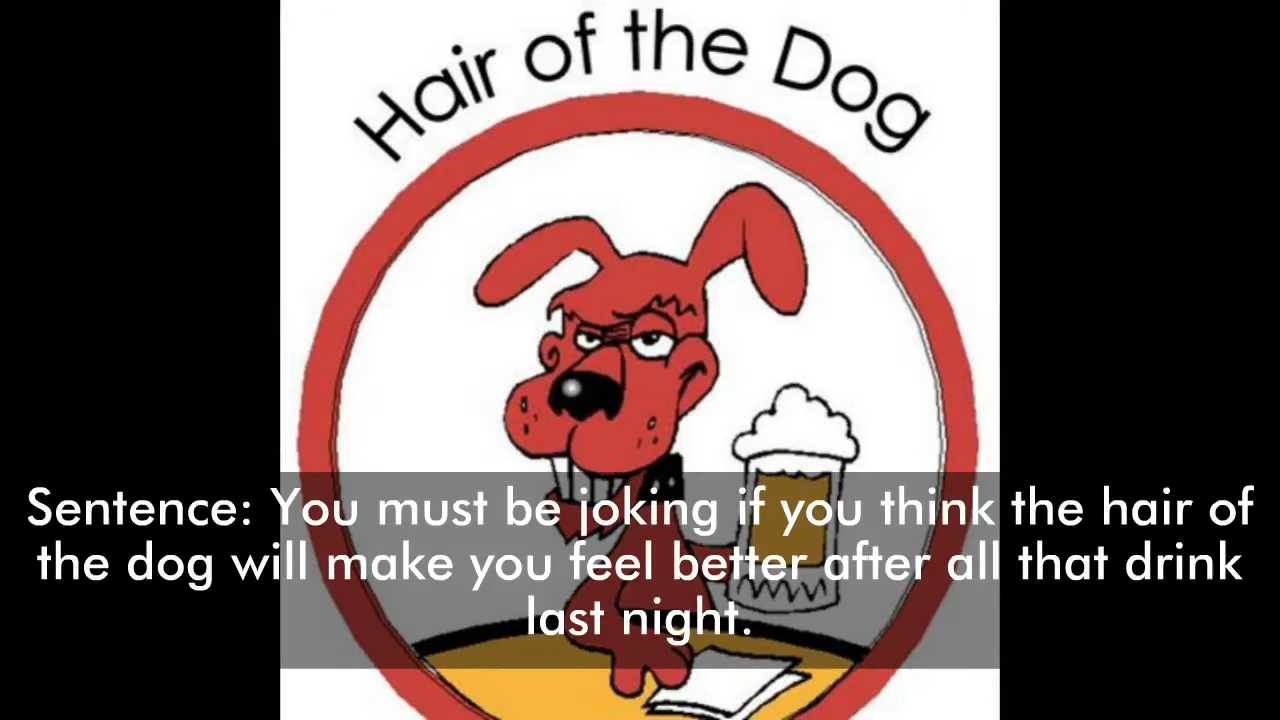 Hair of the Dog
Sentence: You must be joking if you think the hair of
the dog will make you feel better after all that drink
last night.